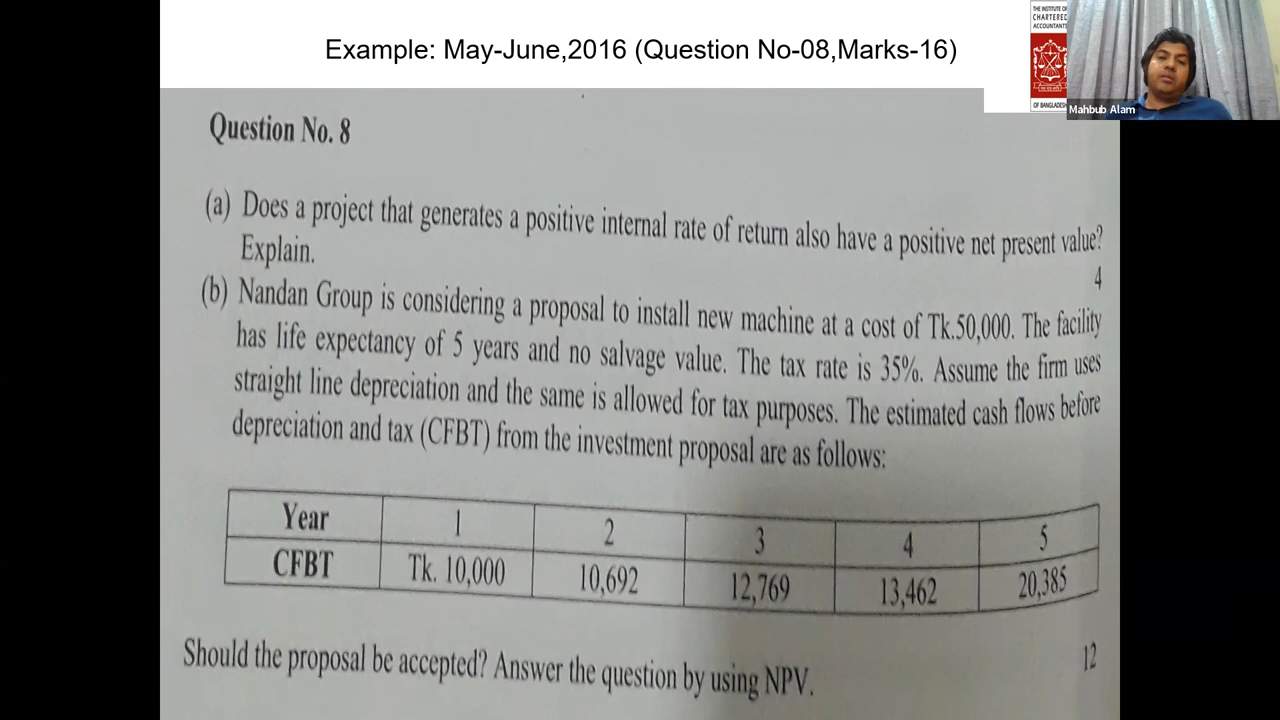 Example: May-June,2016 (Question No-08,Marks-16)
THE INSTITUTE OF
CHARTERED
ACCOUNTANTS
OF BANGLADESH
Mahbub Alam
Question No. 8
(a) Does a project that generates a positive internal rate of return also have a positive net present value?
Explain.
4
(b) Nandan Group is considering a proposal to install new machine at a cost of Tk.50,000. The facility
has life expectancy of 5 years and no salvage value. The tax rate is 35%. Assume the firm uses
straight line depreciation and the same is allowed for tax purposes. The estimated cash flows before
depreciation and tax (CFBT) from the investment proposal are as follows:
Year 1 2 3 4 5
CFBT Tk. 10,000 10,692 12,769 13,462 20,385
Should the proposal be accepted? Answer the question by using NPV.
12